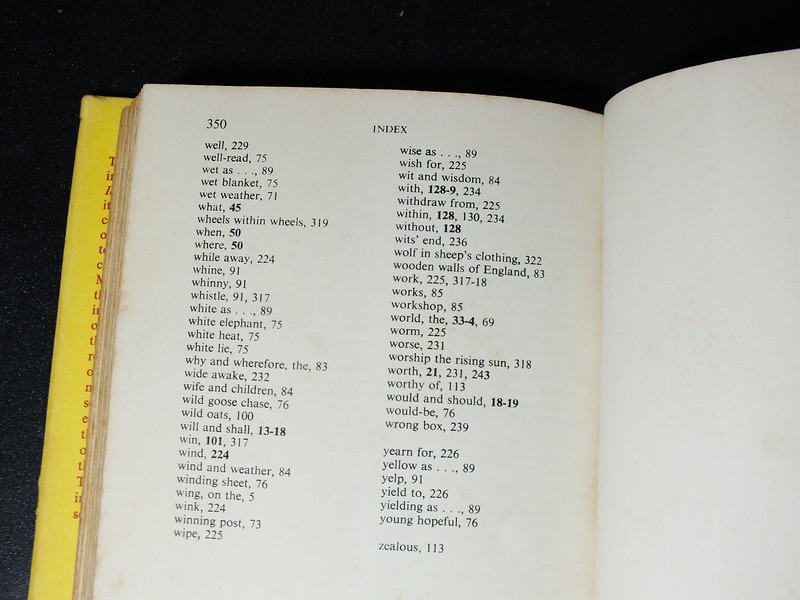 350
INDEX
well, 229
well-read, 75
wet as . . ., 89
wet blanket, 75
wet weather, 71
what, 45
wheels within wheels, 319
when, 50
where, 50
while away, 224
whine, 91
whinny, 91
whistle, 91, 317
white as . . ., 89
white elephant, 75
white heat, 75
white lie, 75
why and wherefore, the, 83
wide awake, 232
wife and children, 84
wild goose chase, 76
wild oats, 100
will and shall, 13-18
win, 101, 317
wind, 224
wind and weather, 84
winding sheet, 76
wing, on the, 5
wink, 224
winning post, 73
wipe, 225
wise as . . ., 89
wish for, 225
wit and wisdom, 84
with, 128-9, 234
withdraw from, 225
within, 128, 130, 234
without, 128
wits' end, 236
wolf in sheep's clothing, 322
wooden walls of England, 83
work, 225, 317-18
works, 85
workshop, 85
world, the, 33-4, 69
worm, 225
worse, 231
worship the rising sun, 318
worth, 21, 231, 243
worthy of, 113
would and should, 18-19
would-be, 76
wrong box, 239
yearn for, 226
yellow as . . ., 89
yelp, 91
yield to, 226
yielding as . . ., 89
young hopeful, 76
zealous, 113